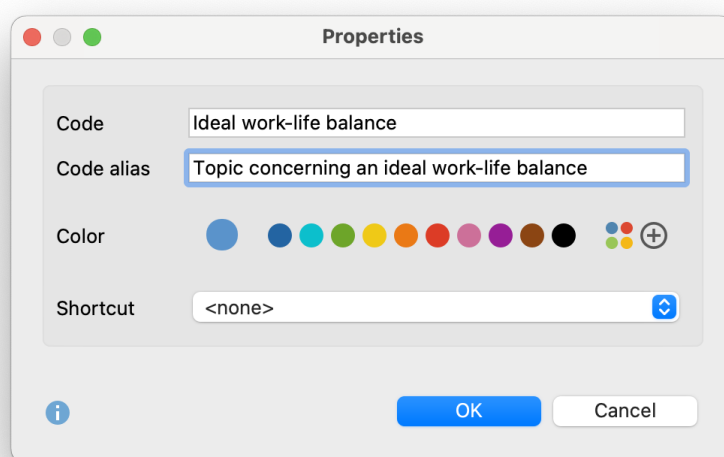 Properties
Code Ideal work-life balance
Code alias Topic concerning an ideal work-life balance
Color
Shortcut <none>
OK Cancel